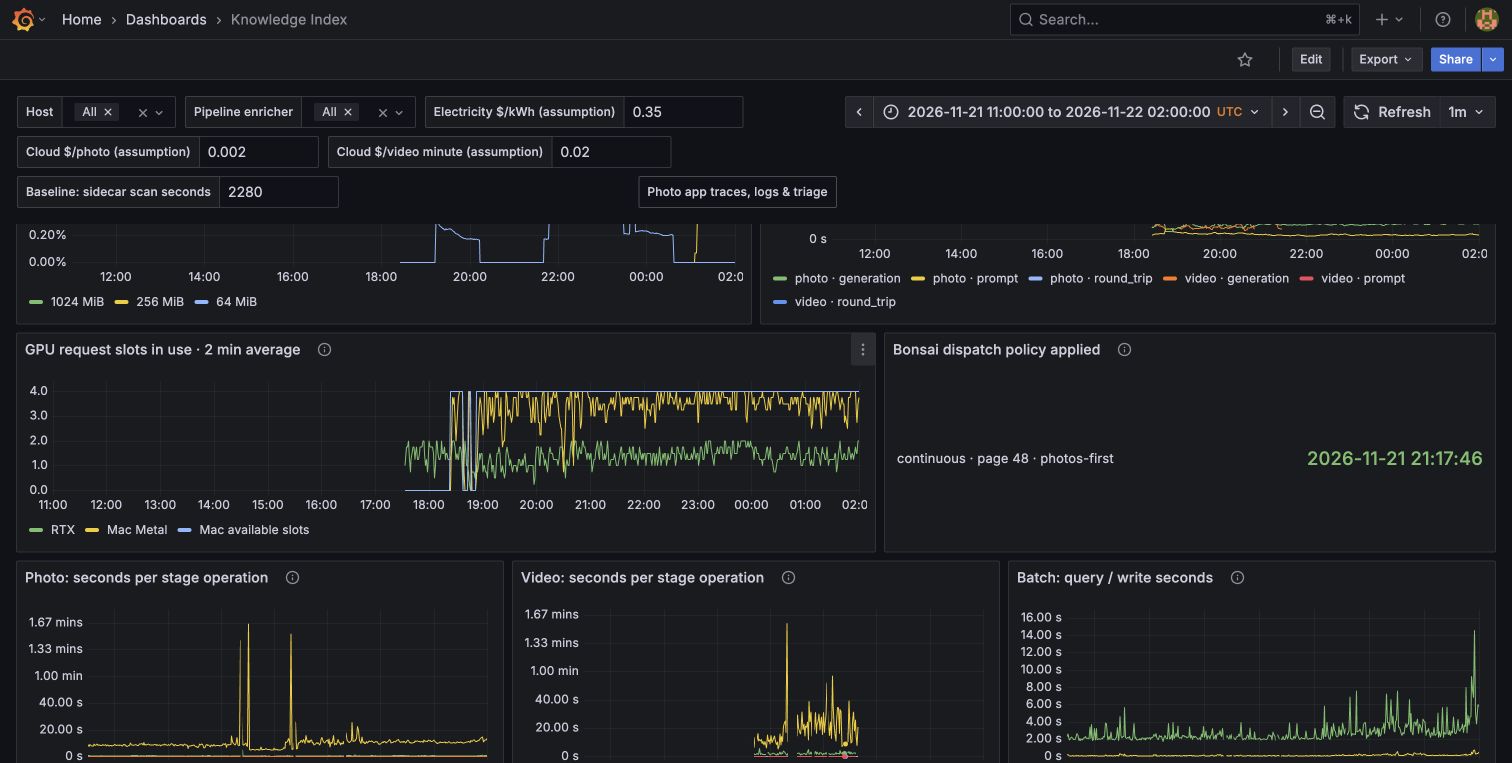 Home › Dashboards › Knowledge Index
Search... ⌘+k
Edit Export Share
Host All Pipeline enricher All Electricity $/kWh (assumption) 0.35
2026-11-21 11:00:00 to 2026-11-22 02:00:00 UTC Refresh 1m
Cloud $/photo (assumption) 0.002 Cloud $/video minute (assumption) 0.02
Baseline: sidecar scan seconds 2280 Photo app traces, logs & triage
0.20%
0.00%
12:00 14:00 16:00 18:00 20:00 22:00 00:00 02:0
1024 MiB 256 MiB 64 MiB
0 s
12:00 14:00 16:00 18:00 20:00 22:00 00:00 02:0
photo · generation photo · prompt photo · round_trip video · generation video · prompt
video · round_trip
GPU request slots in use · 2 min average
4.0
3.0
2.0
1.0
0.0
11:00 12:00 13:00 14:00 15:00 16:00 17:00 18:00 19:00 20:00 21:00 22:00 23:00 00:00 01:00 02:0
RTX Mac Metal Mac available slots
Bonsai dispatch policy applied
continuous · page 48 · photos-first 2026-11-21 21:17:46
Photo: seconds per stage operation
1.67 mins
1.33 mins
1.00 min
40.00 s
20.00 s
0 s
Video: seconds per stage operation
1.67 mins
1.33 mins
1.00 min
40.00 s
20.00 s
0 s
Batch: query / write seconds
16.00 s
14.00 s
12.00 s
10.00 s
8.00 s
6.00 s
4.00 s
2.00 s
0 s